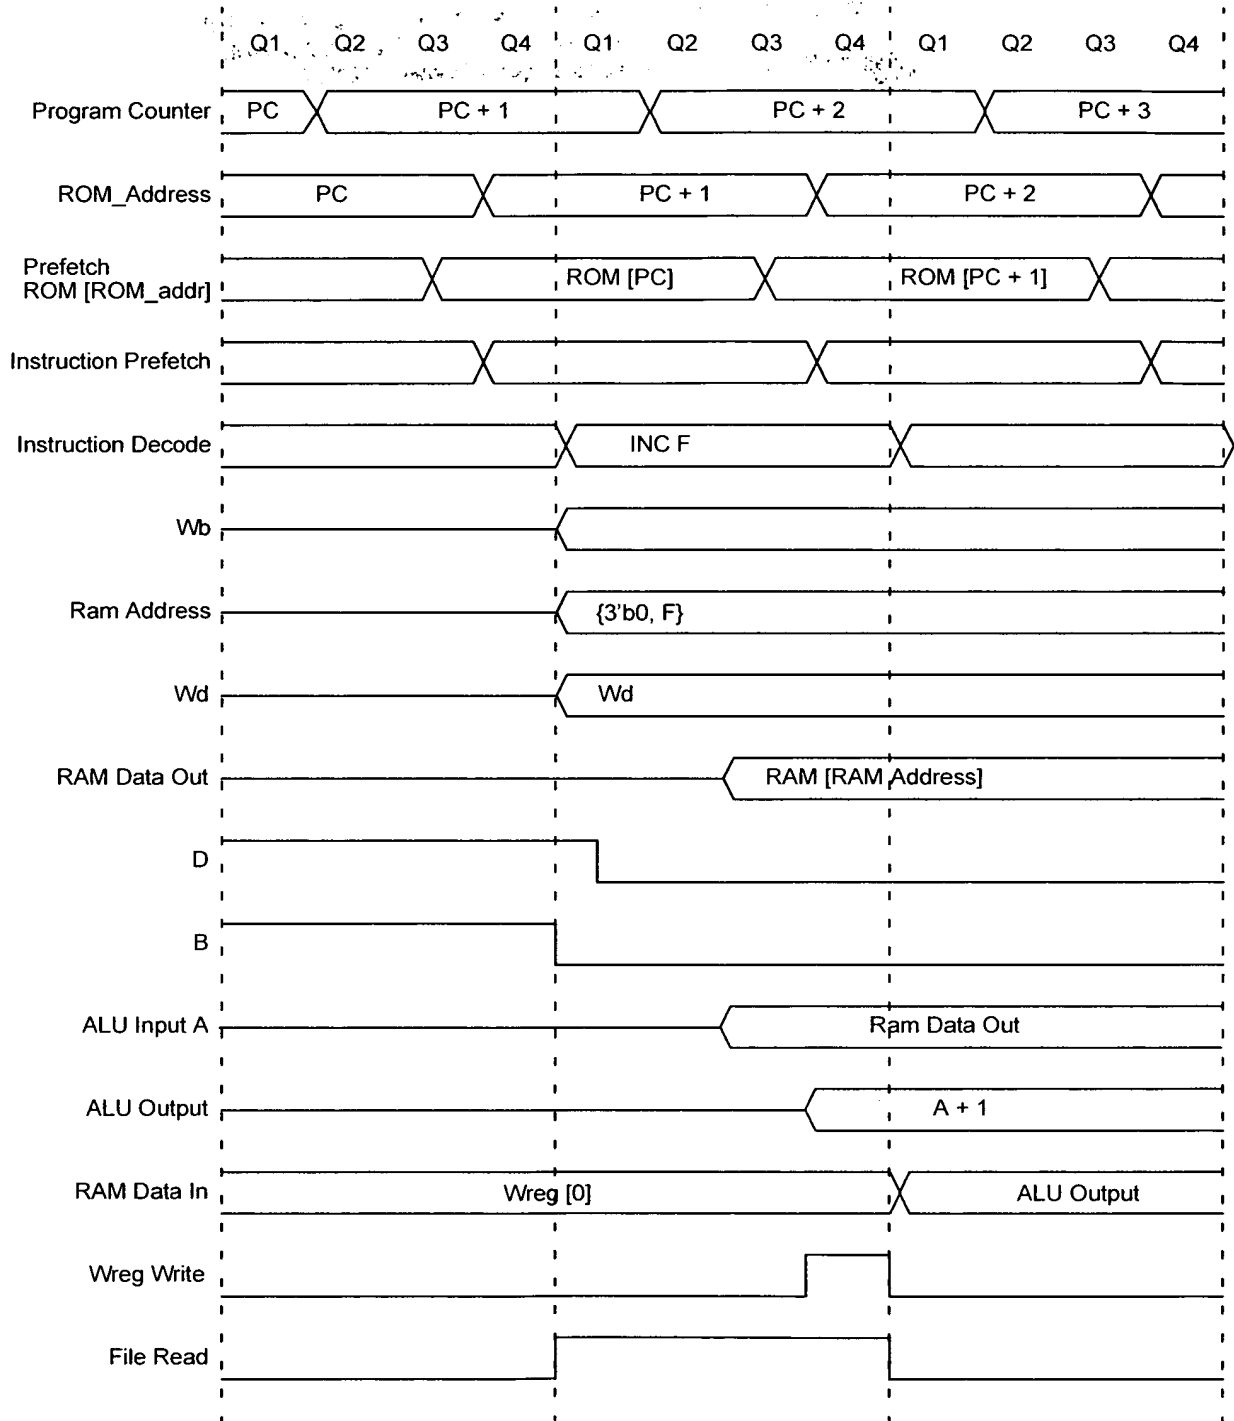 Q1 Q2 Q3 Q4 Q1 Q2 Q3 Q4 Q1 Q2 Q3 Q4
Program Counter PC PC + 1 PC + 2 PC + 3
ROM_Address PC PC + 1 PC + 2
Prefetch
ROM [ROM_addr] ROM [PC] ROM [PC + 1]
Instruction Prefetch
Instruction Decode INC F
Wb
Ram Address {3'b0, F}
Wd Wd
RAM Data Out RAM [RAM Address]
D
B
ALU Input A Ram Data Out
ALU Output A + 1
RAM Data In Wreg [0] ALU Output
Wreg Write
File Read